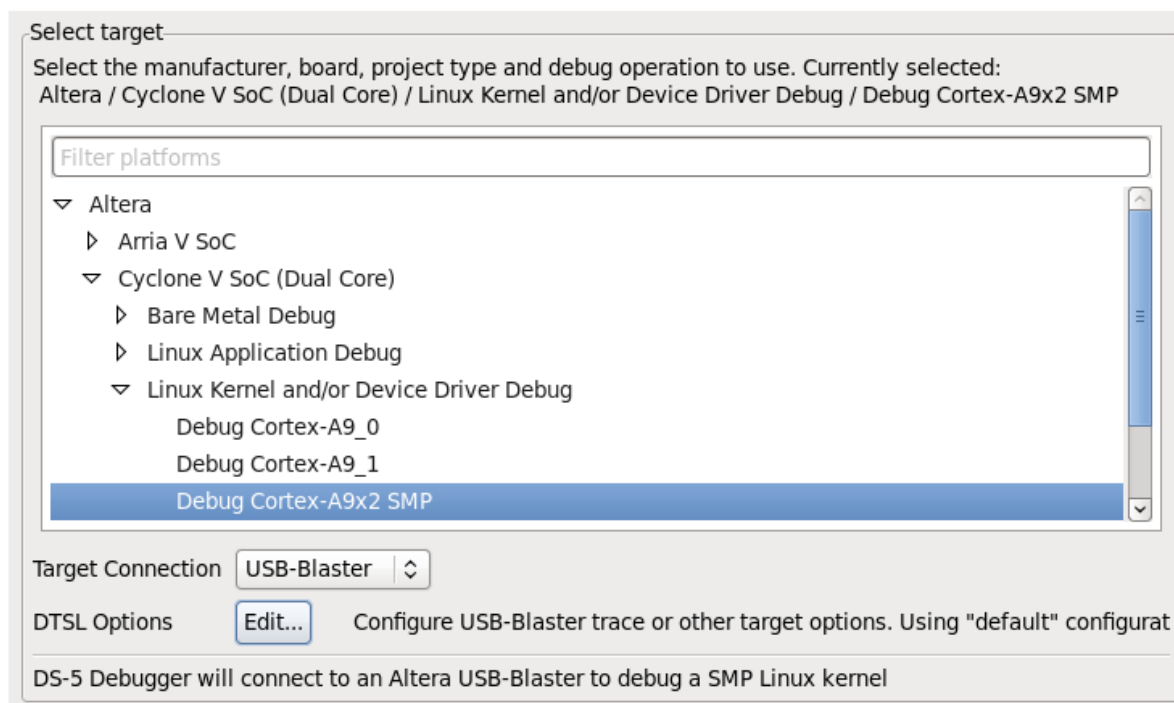 Select target
Select the manufacturer, board, project type and debug operation to use. Currently selected:
Altera / Cyclone V SoC (Dual Core) / Linux Kernel and/or Device Driver Debug / Debug Cortex-A9x2 SMP
Filter platforms
Altera
Arria V SoC
Cyclone V SoC (Dual Core)
Bare Metal Debug
Linux Application Debug
Linux Kernel and/or Device Driver Debug
Debug Cortex-A9_0
Debug Cortex-A9_1
Debug Cortex-A9x2 SMP
Target Connection USB-Blaster
DTSL Options Edit... Configure USB-Blaster trace or other target options. Using "default" configurat
DS-5 Debugger will connect to an Altera USB-Blaster to debug a SMP Linux kernel